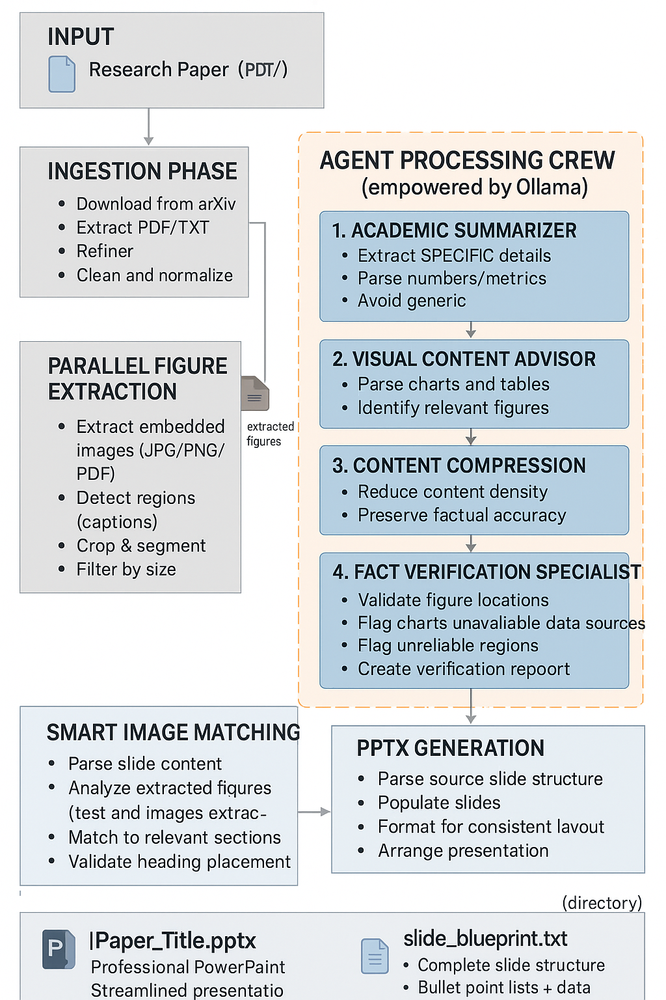 INPUT
Research Paper (PDT/)
INGESTION PHASE
• Download from arXiv
• Extract PDF/TXT
• Refiner
• Clean and normalize
PARALLEL FIGURE
EXTRACTION
• Extract embedded
images (JPG/PNG/
PDF)
• Detect regions
(captions)
• Crop & segment
• Filter by size
extracted
figures
AGENT PROCESSING CREW
(empowered by Ollama)
1. ACADEMIC SUMMARIZER
• Extract SPECIFIC details
• Parse numbers/metrics
• Avoid generic
2. VISUAL CONTENT ADVISOR
• Parse charts and tables
• Identify relevant figures
3. CONTENT COMPRESSION
• Reduce content density
• Preserve factual accuracy
4. FACT VERIFICATION SPECIALIST
• Validate figure locations
• Flag charts unavaliable data sources
• Flag unreliable regions
• Create verification repoort
SMART IMAGE MATCHING
• Parse slide content
• Analyze extracted fiqures
(test and images extrac-
• Match to relevant sections
• Validate heading placement
PPTX GENERATION
• Parse source slide structure
• Populate slides
• Format for consistent lavout
• Arrange presentation
(directory)
P
|Paper_Title.pptx
Professional PowerPaint
Streamlined presentatio
slide_blueprint.txt
• Complete slide structure
• Bullet point lists + data